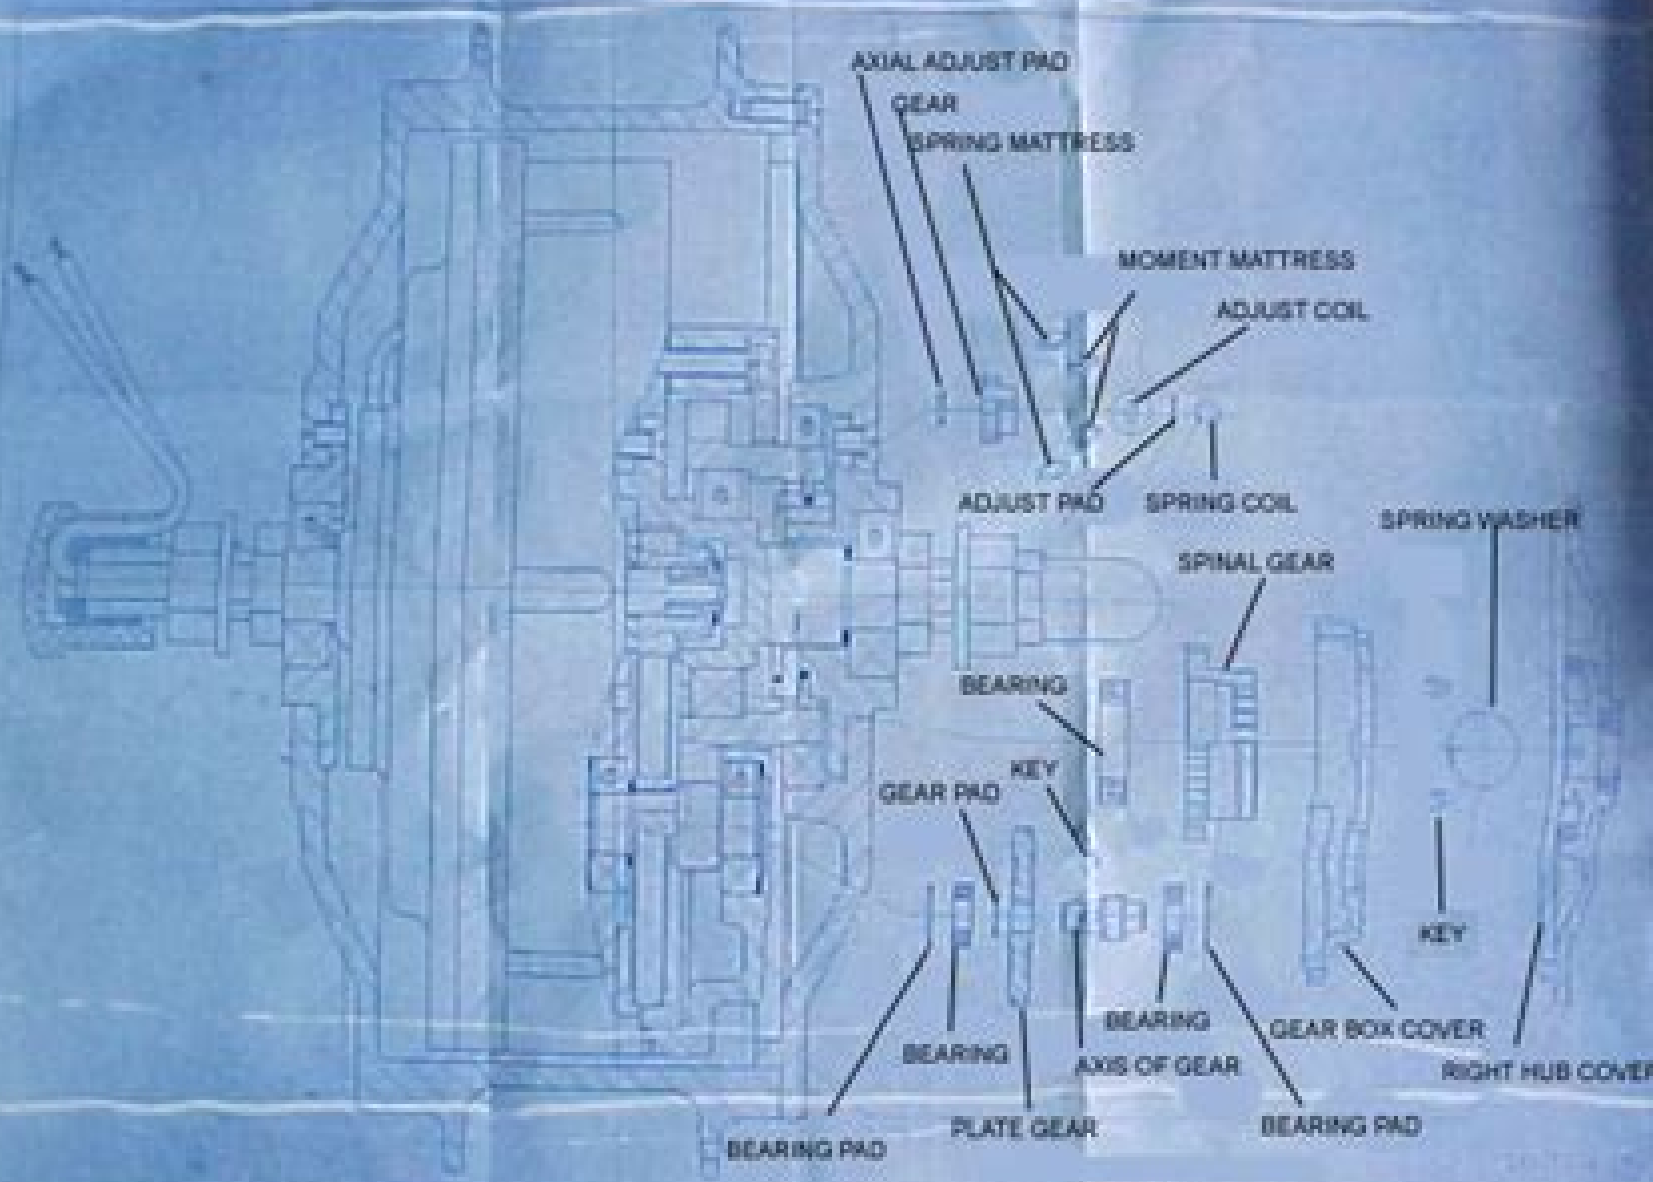 AXIAL ADJUST PAD
GEAR
SPRING MATTRESS
MOMENT MATTRESS
ADJUST COIL
ADJUST PAD
SPRING COIL
SPRING WASHER
SPINAL GEAR
BEARING
KEY
GEAR PAD
KEY
BEARING
GEAR BOX COVER
BEARING
AXIS OF GEAR
RIGHT HUB COVER
PLATE GEAR
BEARING PAD
BEARING PAD